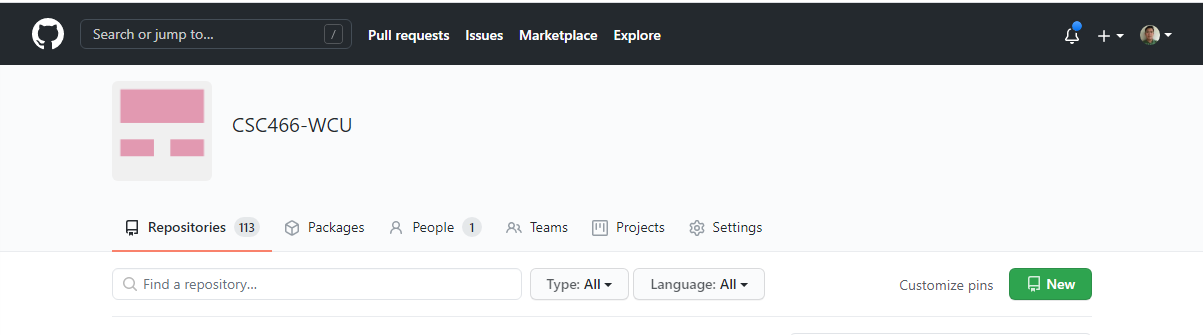 Search or jump to... / Pull requests Issues Marketplace Explore
CSC466-WCU
Repositories 113 Packages People 1 Teams Projects Settings
Find a repository... Type: All Language: All Customize pins New